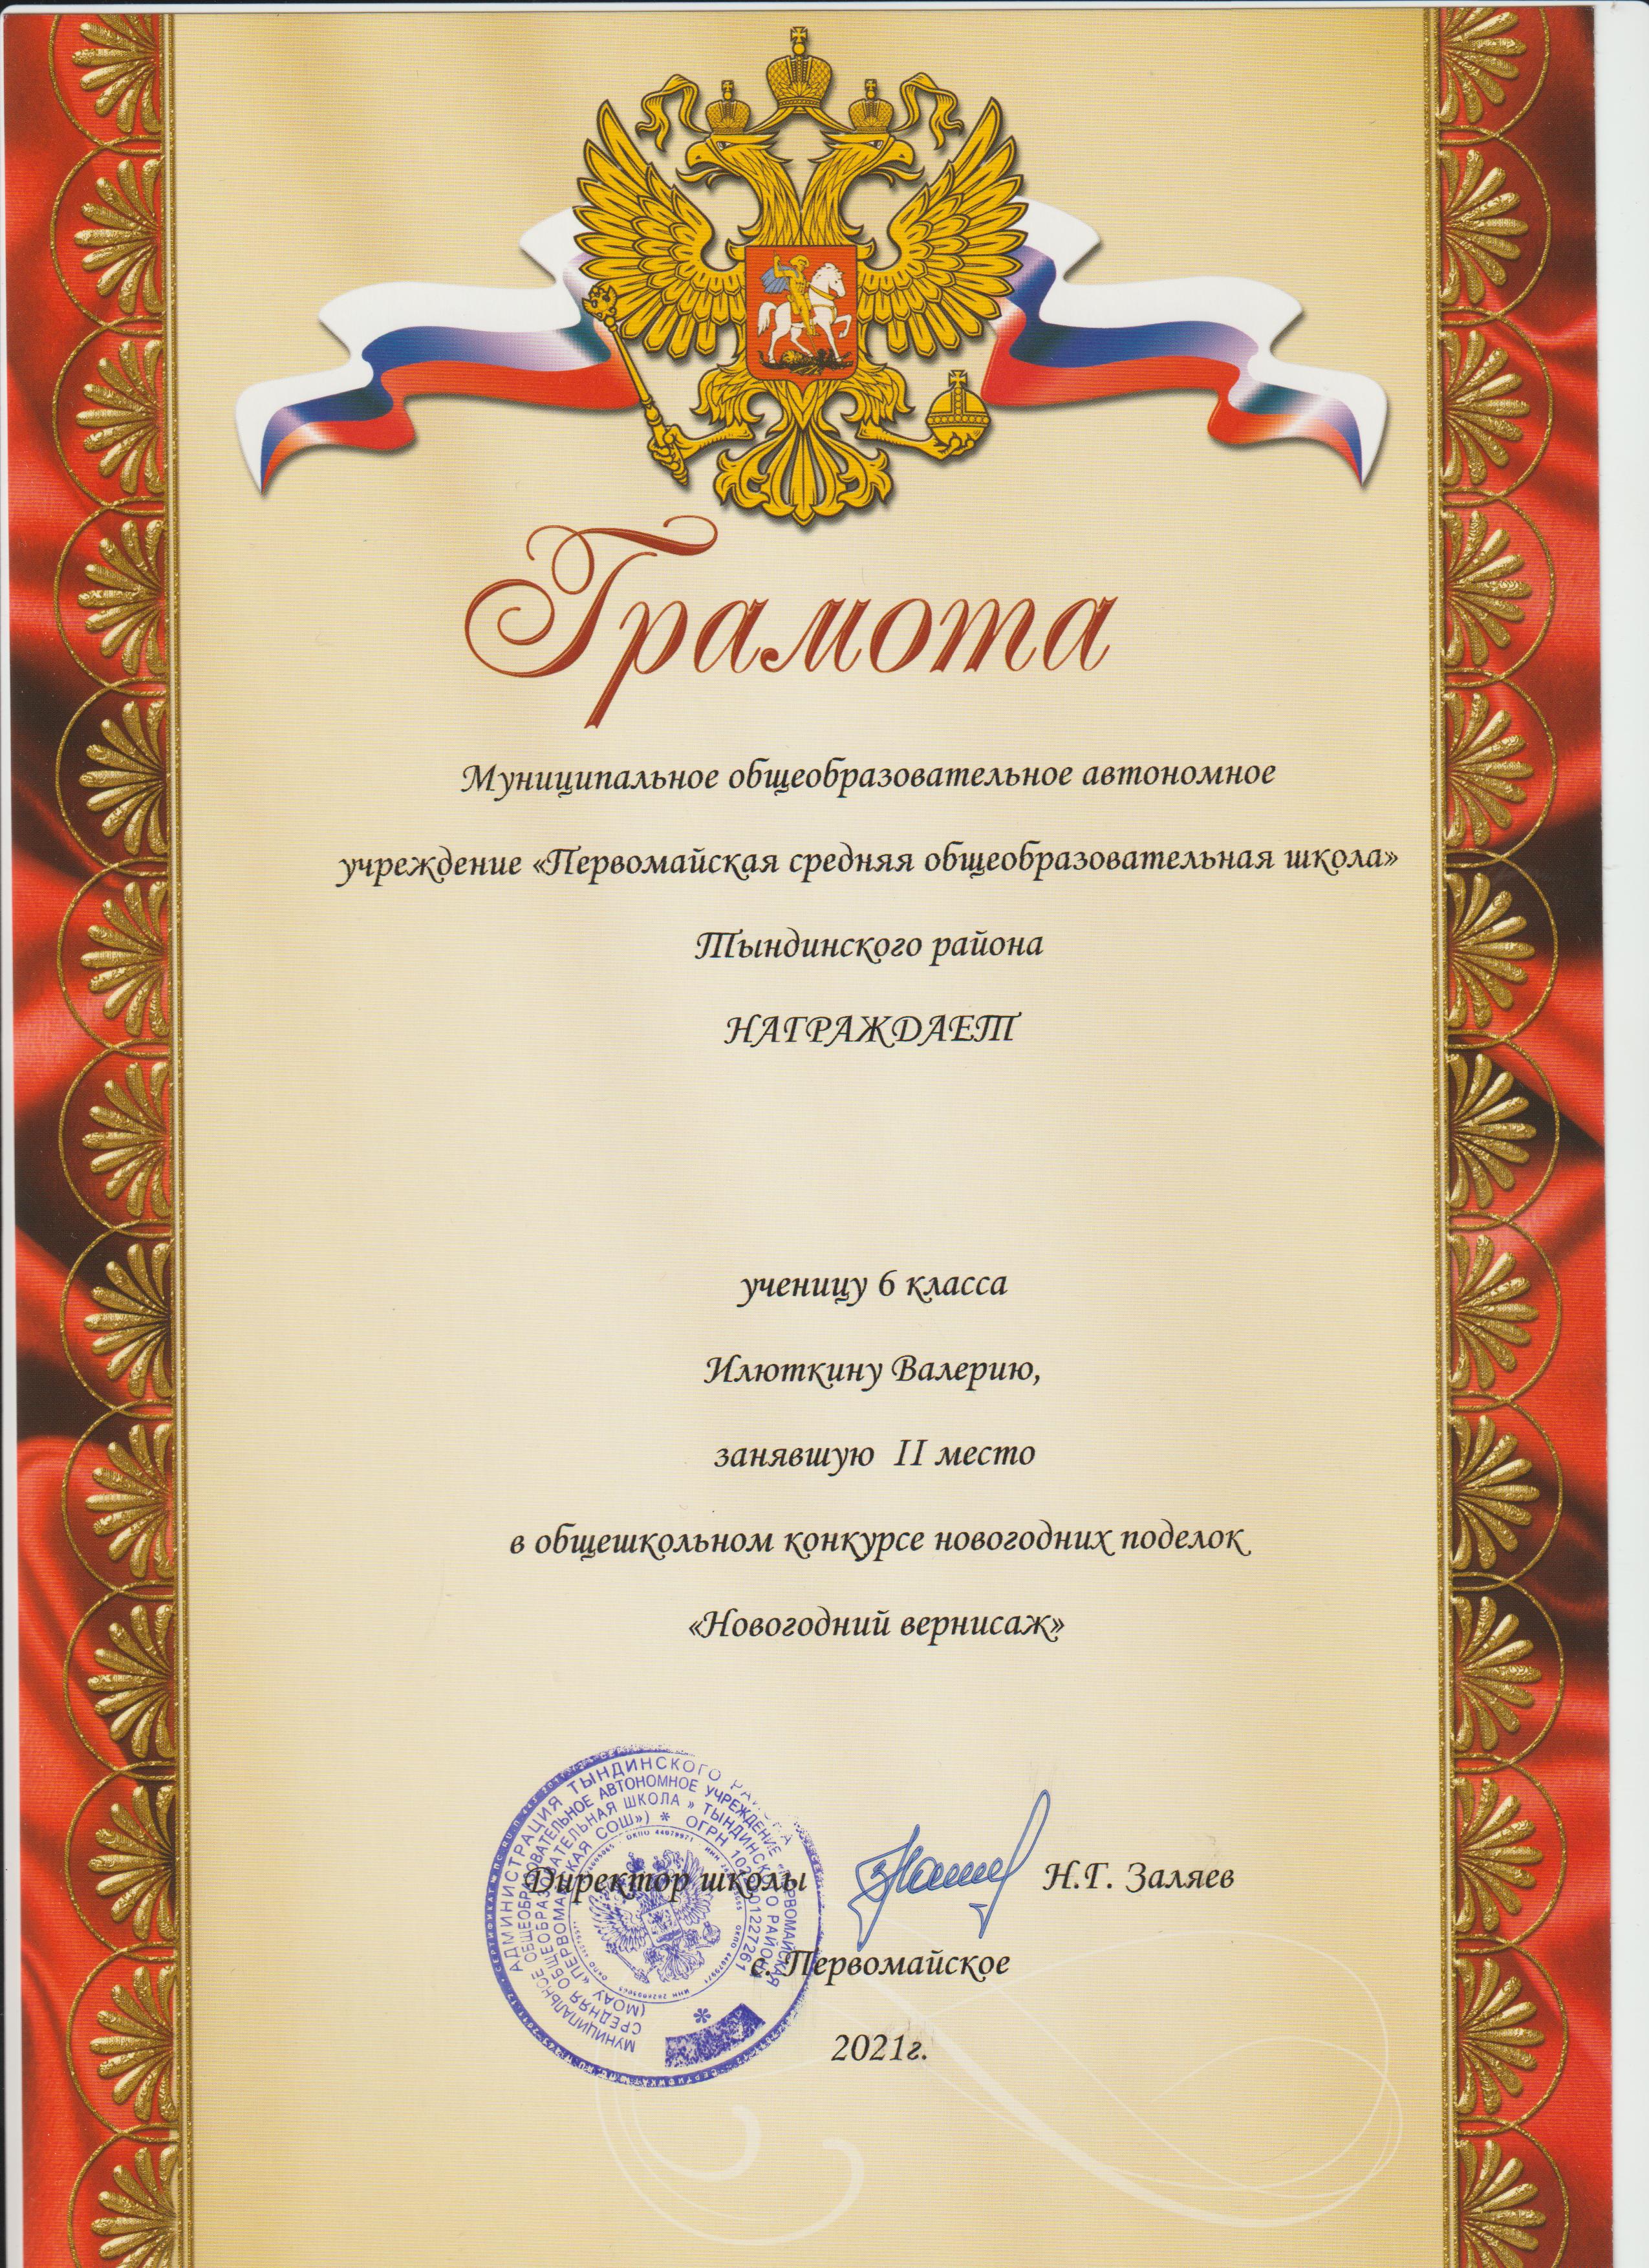 Грамота
Муниципальное общеобразовательное автономное
учреждение «Первомайская средняя общеобразовательная школа»
Тындинского района
НАГРАЖДАЕТ
ученицу 6 класса
Илюткину Валерию,
занявшую II место
в общешкольном конкурсе новогодних поделок
«Новогодний вернисаж»
АДМИНИСТРАЦИЯ ТЫНДИНСКОГО РАЙОНА
МУНИЦИПАЛЬНОЕ ОБЩЕОБРАЗОВАТЕЛЬНОЕ АВТОНОМНОЕ УЧРЕЖДЕНИЕ «ПЕРВОМАЙСКАЯ
СРЕДНЯЯ ОБЩЕОБРАЗОВАТЕЛЬНАЯ ШКОЛА» ТЫНДИНСКОГО РАЙОНА
(МОАУ «ПЕРВОМАЙСКАЯ СОШ») * ОГРН
Директор школы Н.Г. Заляев
с. Первомайское
2021г.